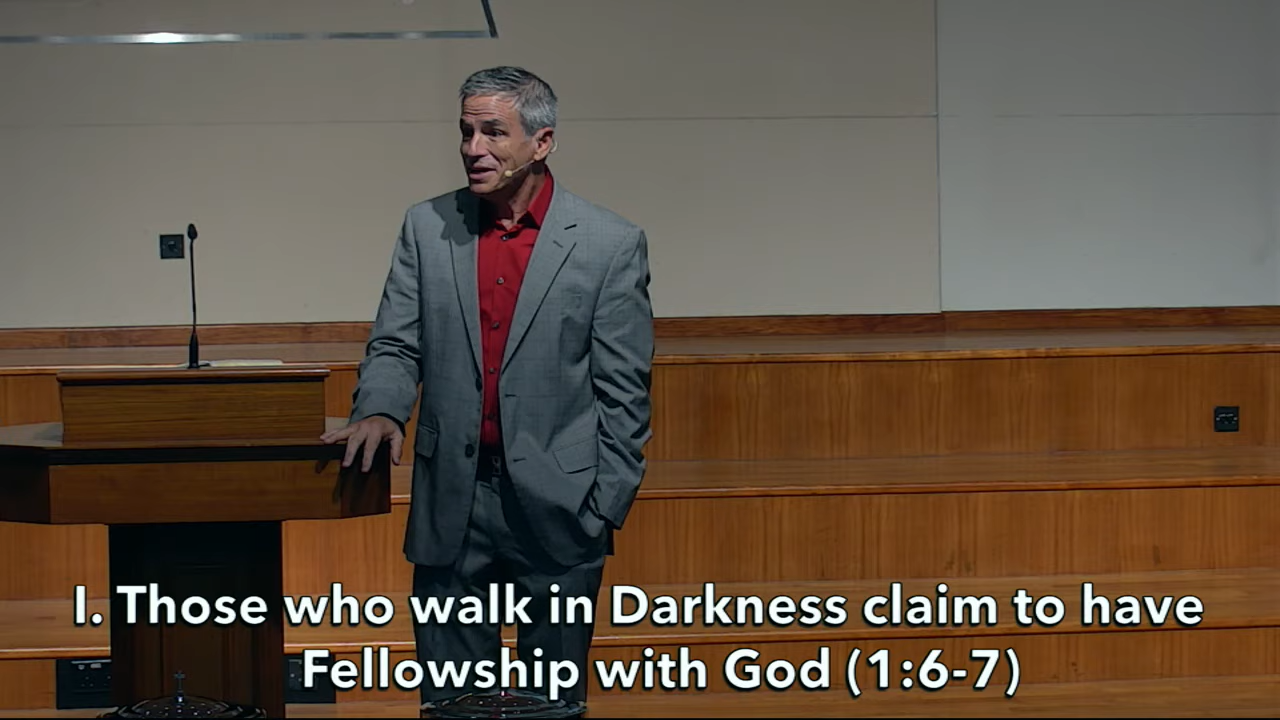 I. Those who walk in Darkness claim to have
Fellowship with God (1:6-7)